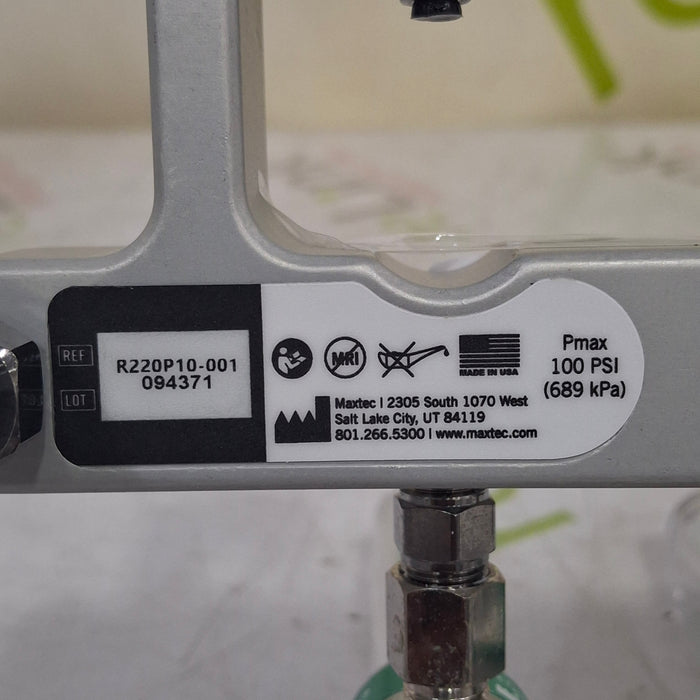 REF
R220P10-001
LOT
094371
MRI
MADE IN USA
Maxtec | 2305 South 1070 West
Salt Lake City, UT 84119
801.266.5300 | www.maxtec.com
Pmax
100 PSI
(689 kPa)